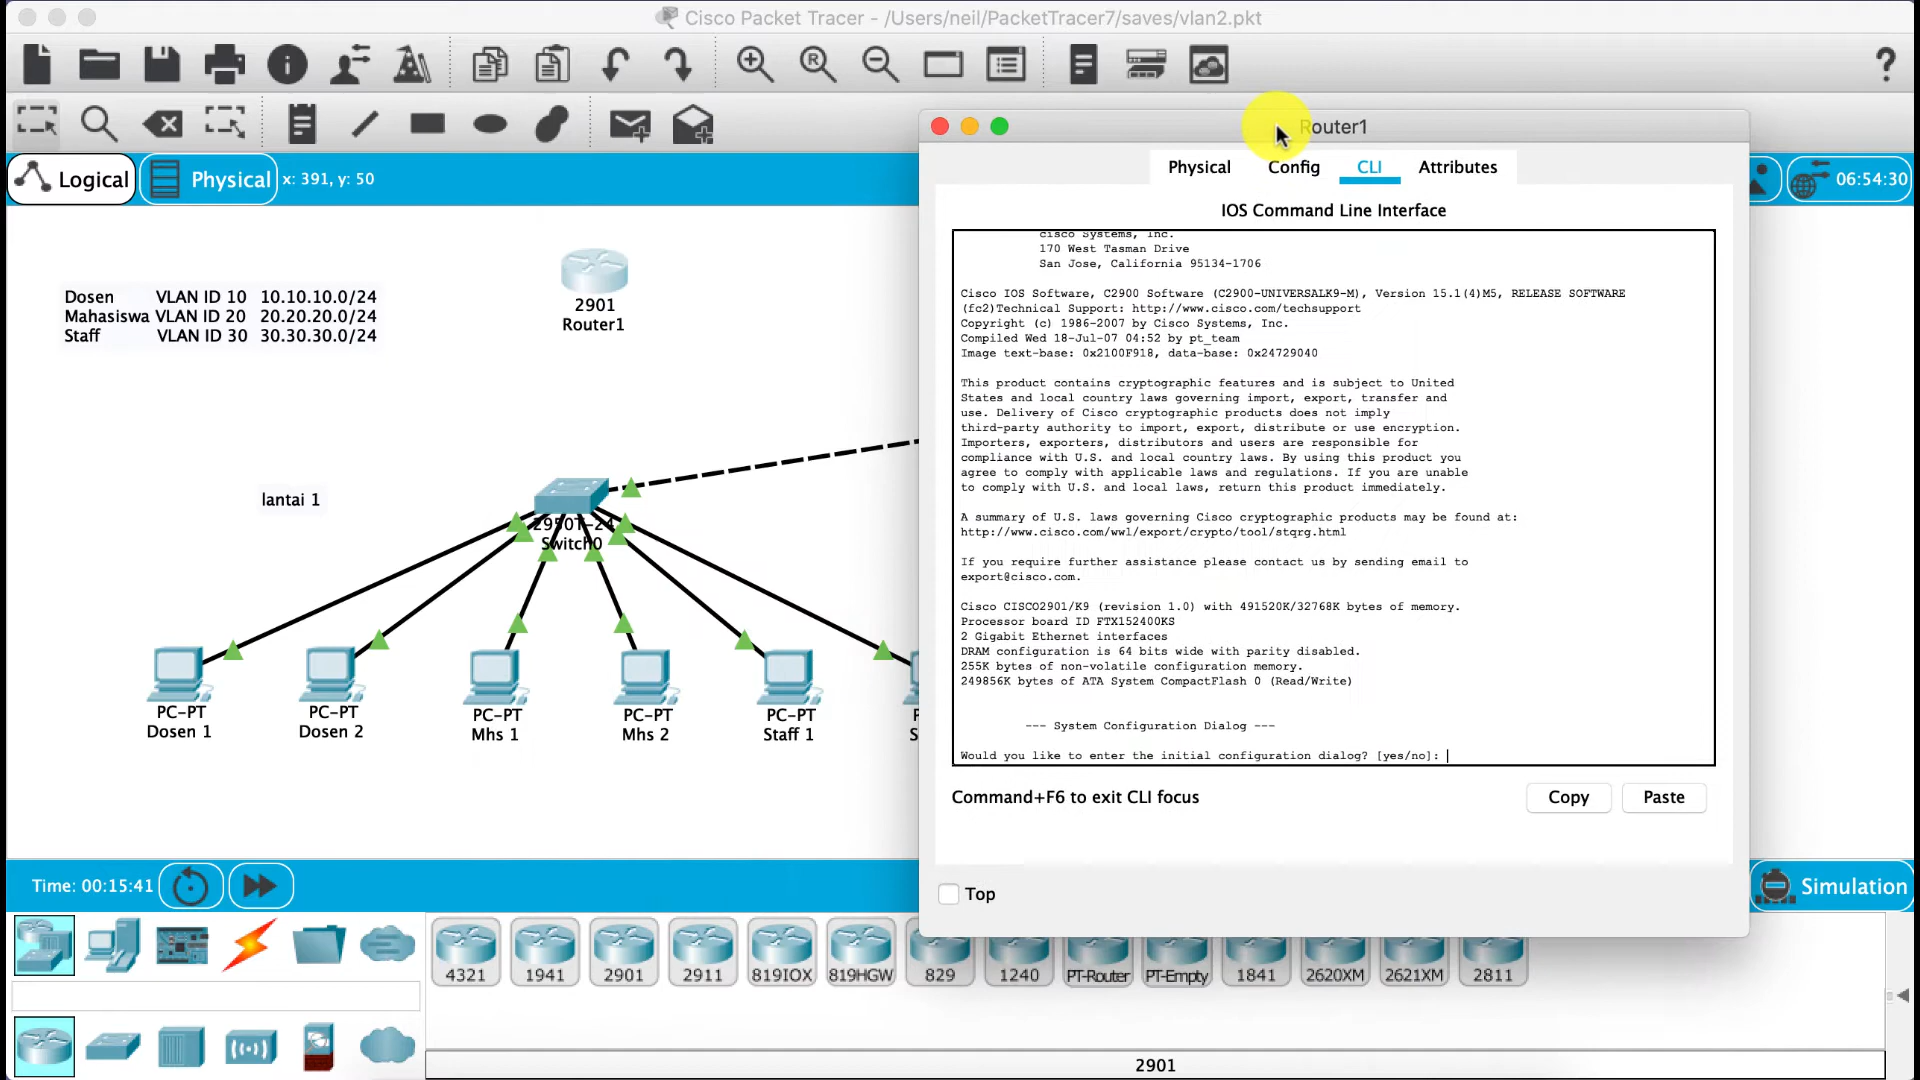 Cisco Packet Tracer - /Users/neil/PacketTracer7/saves/vlan2.pkt
Logical
Physical
x: 391, y: 50
06:54:30
Dosen VLAN ID 10 10.10.10.0/24
Mahasiswa VLAN ID 20 20.20.20.0/24
Staff VLAN ID 30 30.30.30.0/24
2901
Router1
lantai 1
2950T-24
Switch0
PC-PT
Dosen 1
PC-PT
Dosen 2
PC-PT
Mhs 1
PC-PT
Mhs 2
PC-PT
Staff 1
Router1
Physical
Config
CLI
Attributes
IOS Command Line Interface
cisco Systems, Inc.
170 West Tasman Drive
San Jose, California 95134-1706
Cisco IOS Software, C2900 Software (C2900-UNIVERSALK9-M), Version 15.1(4)M5, RELEASE SOFTWARE
(fc2)Technical Support: http://www.cisco.com/techsupport
Copyright (c) 1986-2007 by Cisco Systems, Inc.
Compiled Wed 18-Jul-07 04:52 by pt_team
Image text-base: 0x2100F918, data-base: 0x24729040
This product contains cryptographic features and is subject to United
States and local country laws governing import, export, transfer and
use. Delivery of Cisco cryptographic products does not imply
third-party authority to import, export, distribute or use encryption.
Importers, exporters, distributors and users are responsible for
compliance with U.S. and local country laws. By using this product you
agree to comply with applicable laws and regulations. If you are unable
to comply with U.S. and local laws, return this product immediately.
A summary of U.S. laws governing Cisco cryptographic products may be found at:
http://www.cisco.com/wwl/export/crypto/tool/stqrg.html
If you require further assistance please contact us by sending email to
export@cisco.com.
Cisco CISCO2901/K9 (revision 1.0) with 491520K/32768K bytes of memory.
Processor board ID FTX152400KS
2 Gigabit Ethernet interfaces
DRAM configuration is 64 bits wide with parity disabled.
255K bytes of non-volatile configuration memory.
249856K bytes of ATA System CompactFlash 0 (Read/Write)
--- System Configuration Dialog ---
Would you like to enter the initial configuration dialog? [yes/no]:
Command+F6 to exit CLI focus
Copy
Paste
Top
Time: 00:15:41
Simulation
4321
1941
2901
2911
819IOX
819HGW
829
1240
PT-Router
PT-Empty
1841
2620XM
2621XM
2811
2901